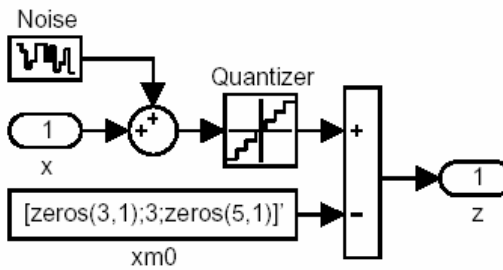 Noise
Quantizer
1
x
+
+
+
1
z
[zeros(3,1);3;zeros(5,1)]'
−
xm0